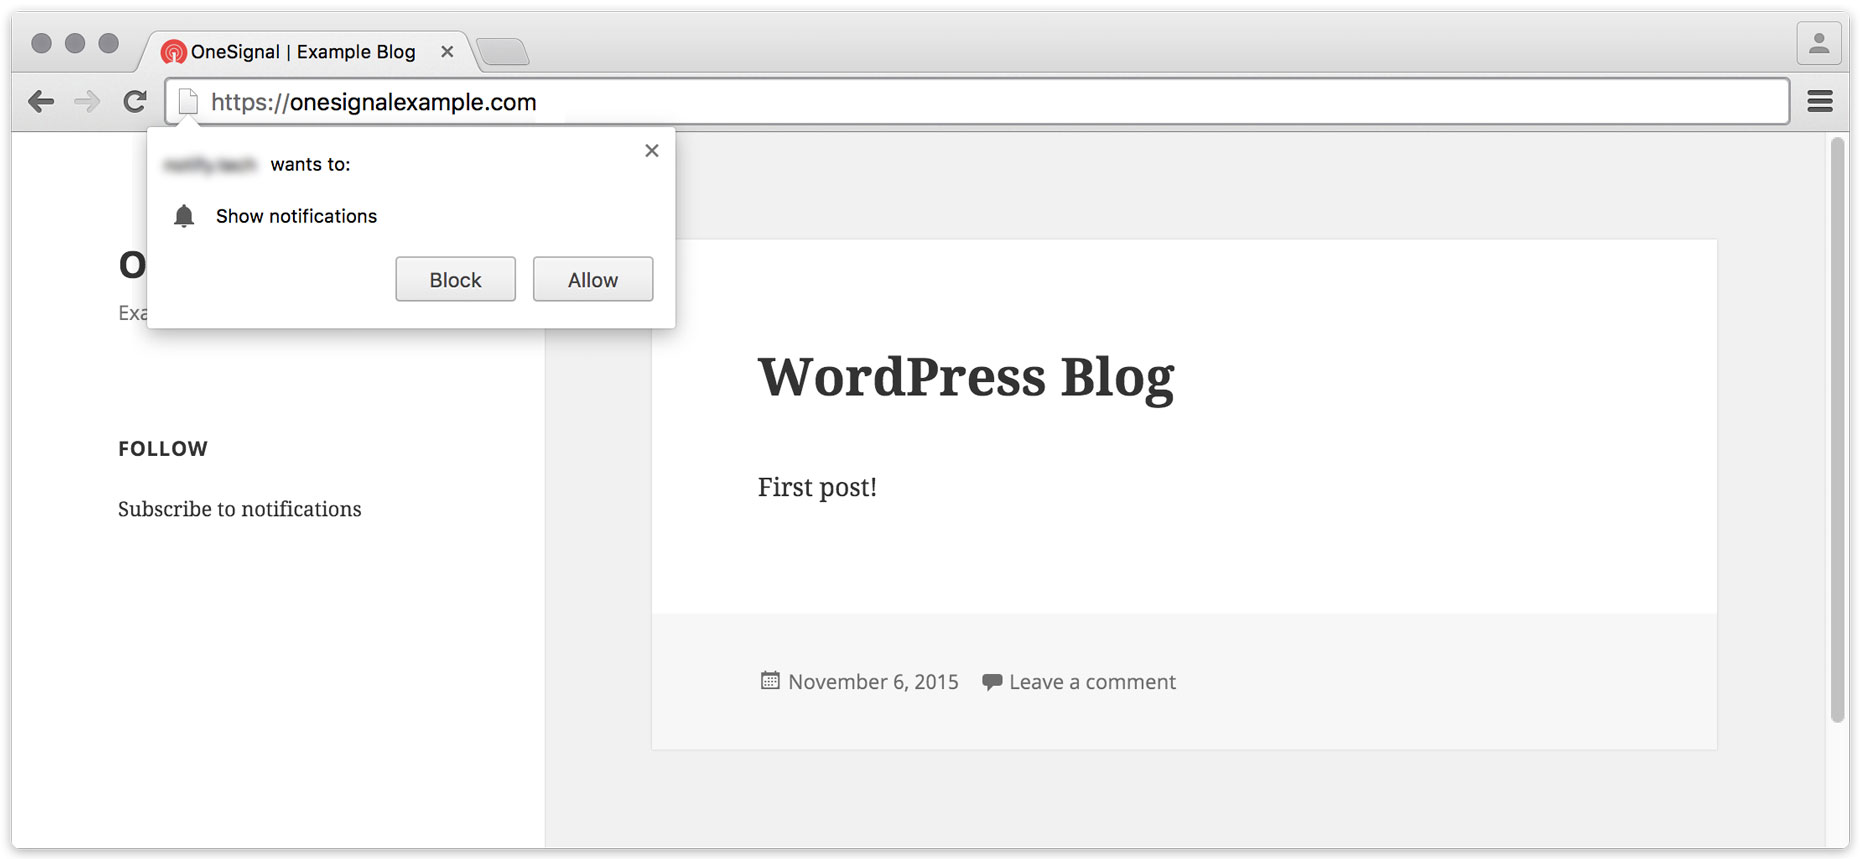 OneSignal | Example Blog
https://onesignalexample.com
wants to:
Show notifications
Block
Allow
O
Exa
FOLLOW
Subscribe to notifications
WordPress Blog
First post!
November 6, 2015
Leave a comment